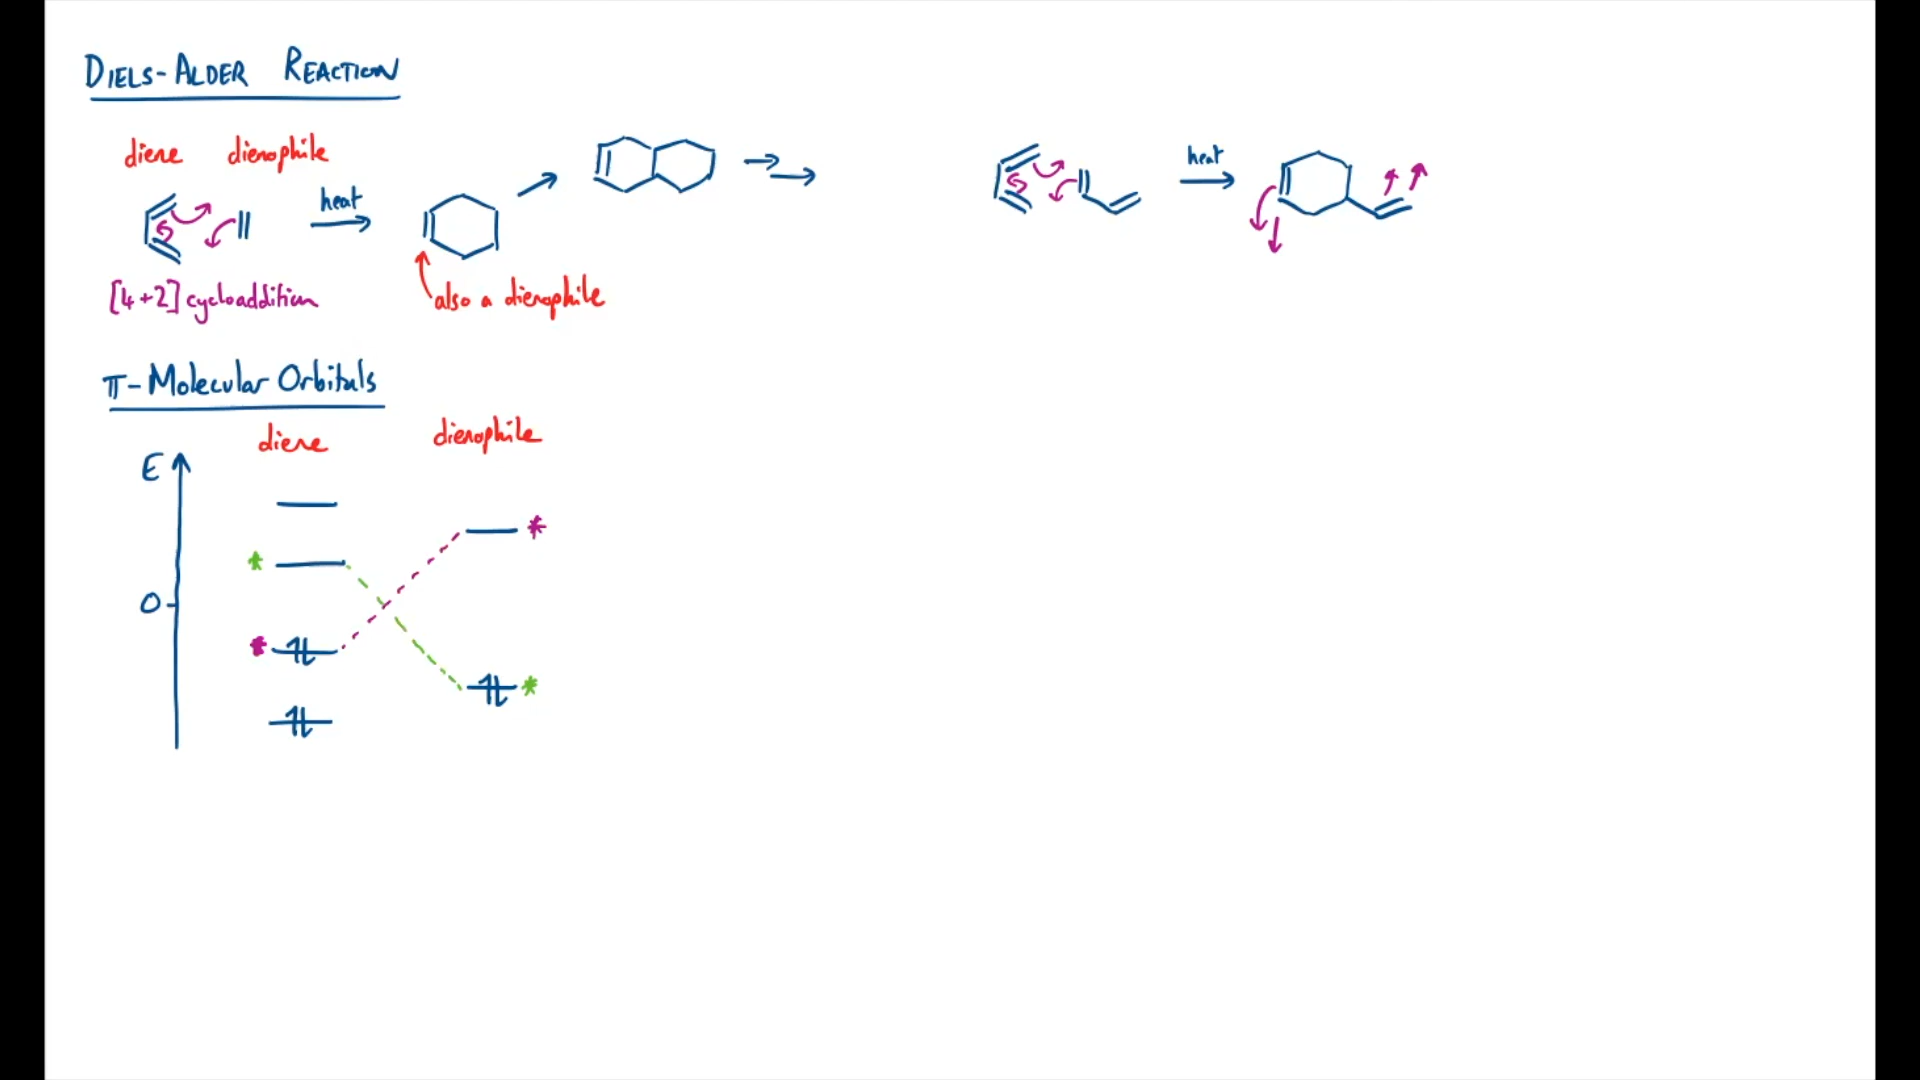 DIELS-ALDER REACTION
diene dienophile
heat
[4+2] cycloaddition
also a dienophile
heat
π-Molecular Orbitals
diene dienophile
E
*
*
0
*
*